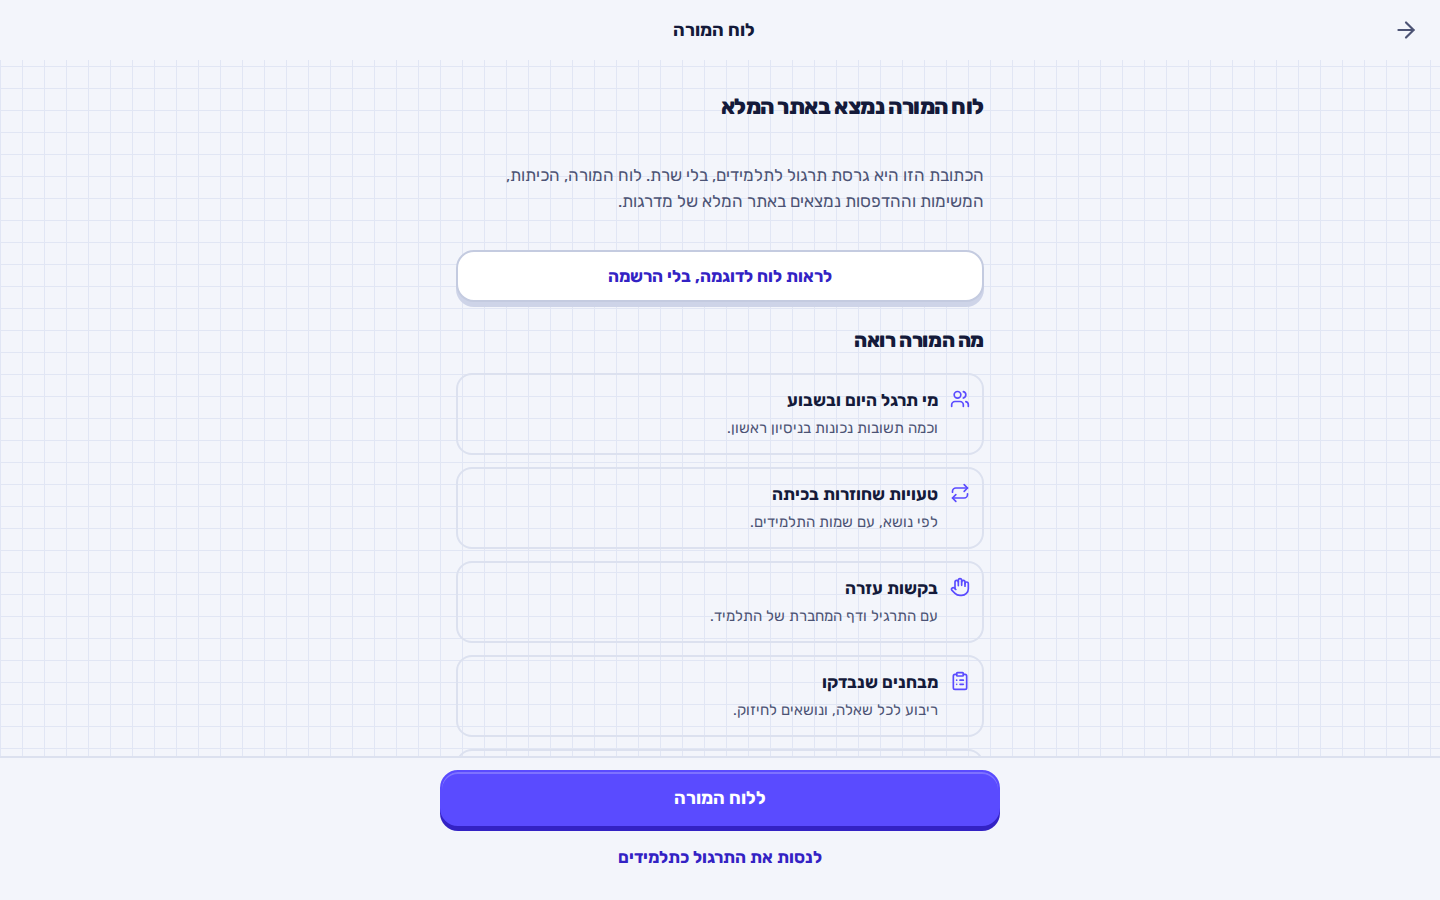 לוח המורה
לוח המורה נמצא באתר המלא
הכתובת הזו היא גרסת תרגול לתלמידים, בלי שרת. לוח המורה, הכיתות,
המשימות וההדפסות נמצאים באתר המלא של מדרגות.
לראות לוח לדוגמה, בלי הרשמה
מה המורה רואה
מי תרגל היום ובשבוע
וכמה תשובות נכונות בניסיון ראשון.
טעויות שחוזרות בכיתה
לפי נושא, עם שמות התלמידים.
בקשות עזרה
עם התרגיל ודף המחברת של התלמיד.
מבחנים שנבדקו
ריבוע לכל שאלה, ונושאים לחיזוק.
ללוח המורה
לנסות את התרגול כתלמידים